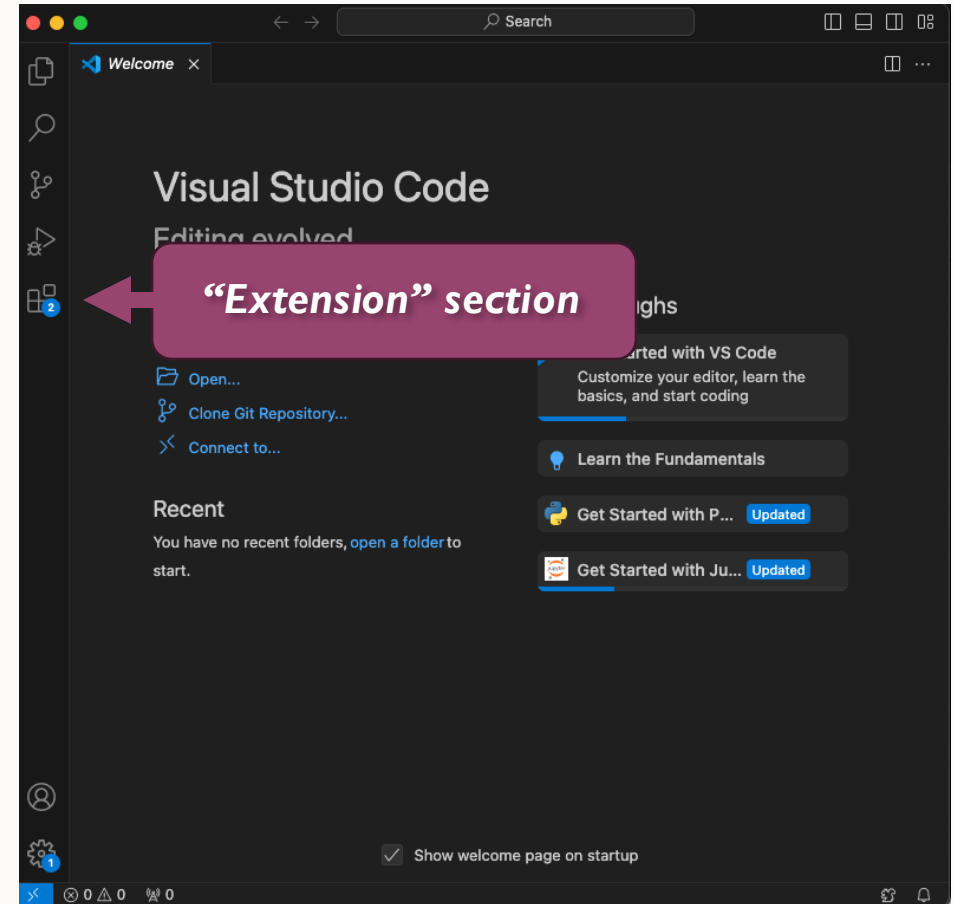 Search
Welcome
Visual Studio Code
Editing evolved
2
“Extension” section
Open...
Clone Git Repository...
Connect to...
Recent
You have no recent folders, open a folder to
start.
with VS Code
Customize your editor, learn the
basics, and start coding
Learn the Fundamentals
Get Started with P... Updated
Get Started with Ju... Updated
1
Show welcome page on startup
0 0 0